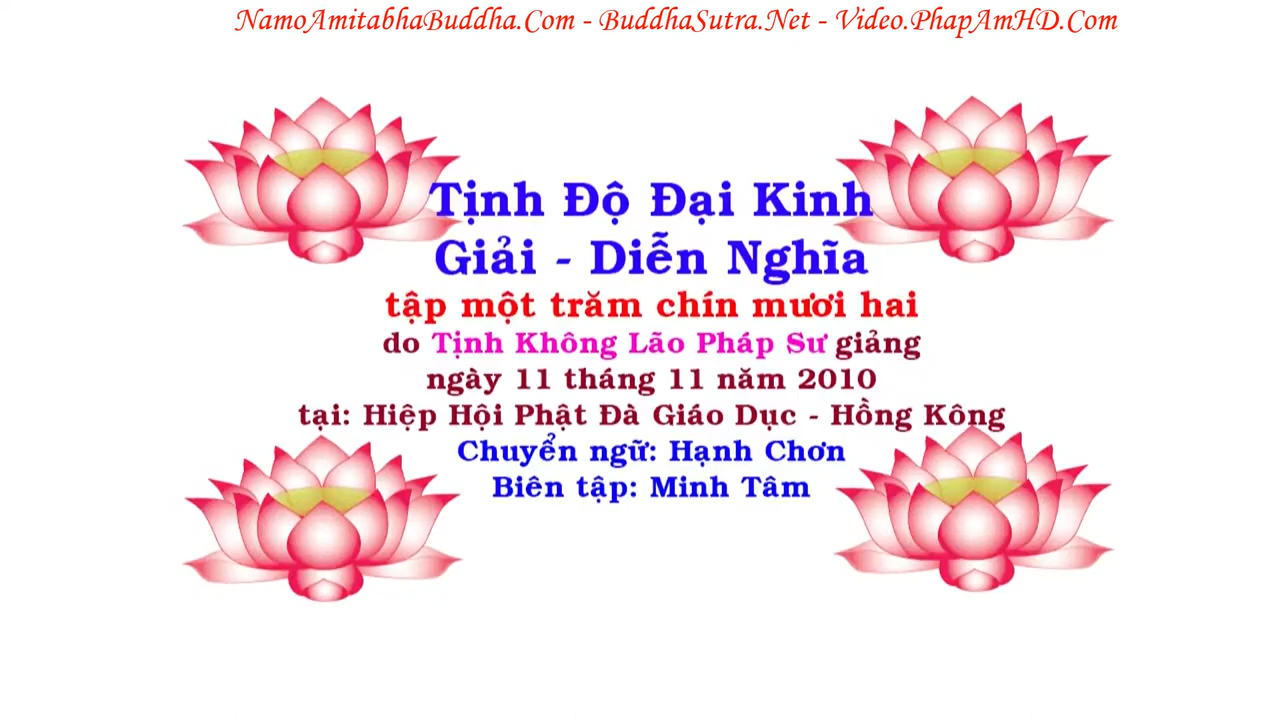 NamoAmitabhaBuddha.Com - BuddhaSutra.Net - Video.PhapAmHD.Com
Tịnh Độ Đại Kinh
Giải - Diễn Nghĩa
tập một trăm chín mươi hai
do Tịnh Không Lão Pháp Sư giảng
ngày 11 tháng 11 năm 2010
tại: Hiệp Hội Phật Đà Giáo Dục - Hồng Kông
Chuyển ngữ: Hạnh Chơn
Biên tập: Minh Tâm